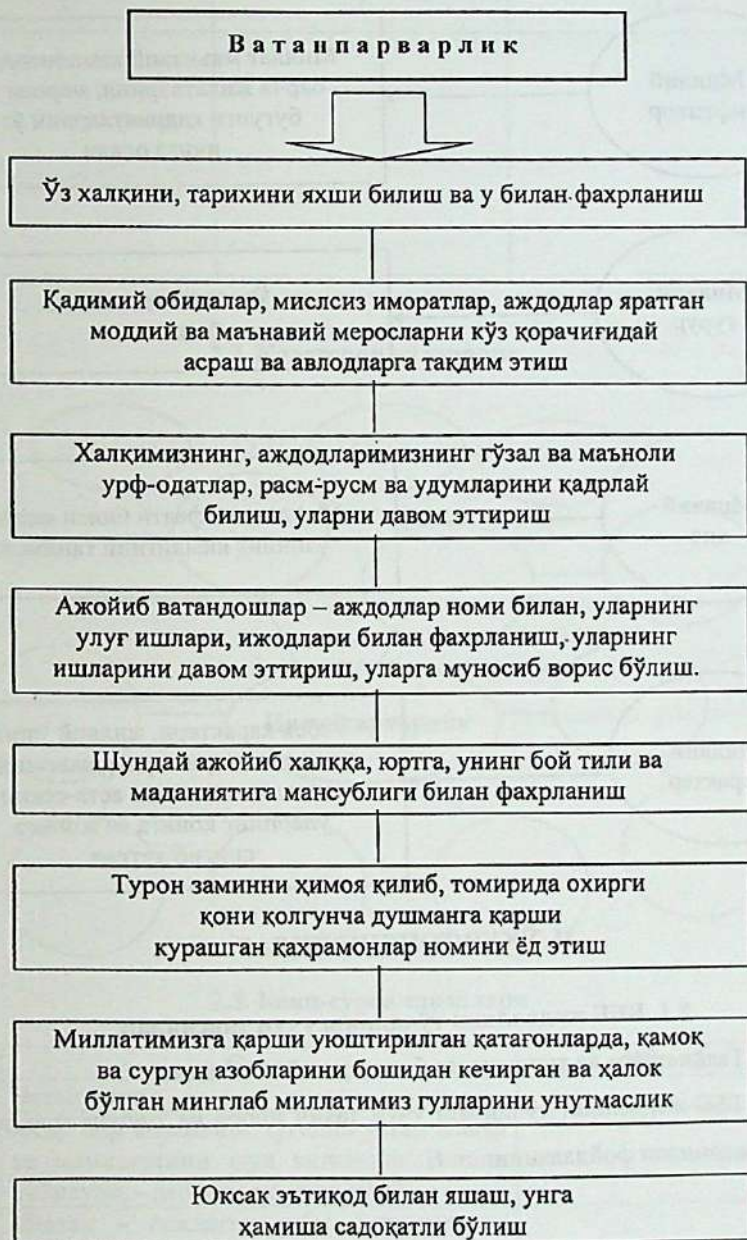 Ватанпарварлик
Ўз халқини, тарихини яхши билиш ва у билан фахрланиш
Қадимий обидалар, мислсиз иморатлар, аждодлар яратган
моддий ва маънавий меросларни кўз қорачиғидай
асраш ва авлодларга тақдим этиш
Халқимизнинг, аждодларимизнинг гўзал ва маъноли
урф-одатлар, расм-русм ва удумларини қадрлай
билиш, уларни давом эттириш
Ажойиб ватандошлар – аждодлар номи билан, уларнинг
улуғ ишлари, ижодлари билан фахрланиш, уларнинг
ишларини давом эттириш, уларга муносиб ворис бўлиш.
Шундай ажойиб халққа, юртга, унинг бой тили ва
маданиятига мансублиги билан фахрланиш
Турон заминни ҳимоя қилиб, томирида охирги
қони қолгунча душманга қарши
курашган қаҳрамонлар номини ёд этиш
Миллатимизга қарши уюштирилган қатағонларда, қамоқ
ва сургун азобларини бошидан кечирган ва ҳалок
бўлган минглаб миллатимиз гулларини унутмаслик
Юксак эътиқод билан яшаш, унга
ҳамиша садоқатли бўлиш